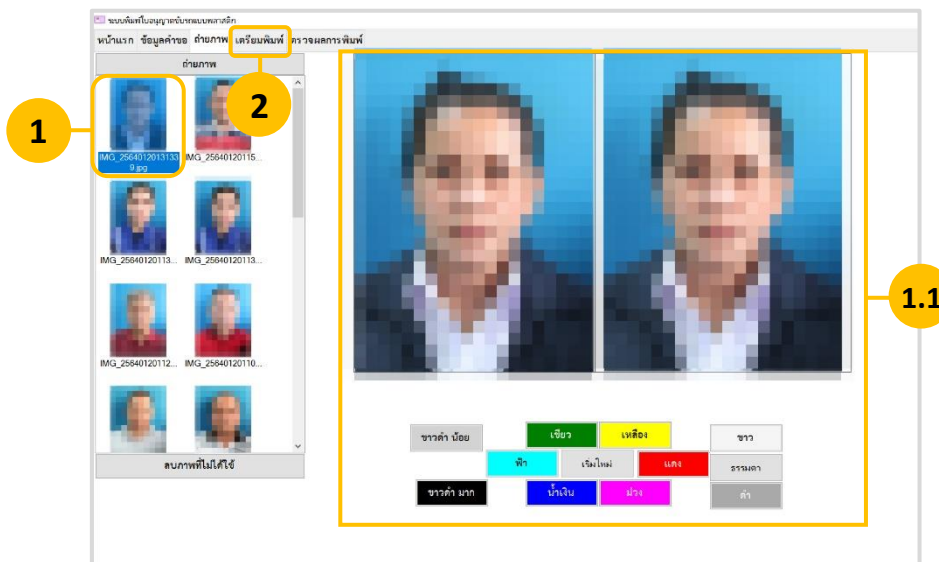 ระบบพิมพ์ใบอนุญาตขับรถแบบพลาสติก
หน้าแรก ข้อมูลคำขอ ถ่ายภาพ เตรียมพิมพ์ ตรวจผลการพิมพ์
ถ่ายภาพ
1
2
IMG_2564012013133
9.jpg
IMG_25640120115...
IMG_25640120113... IMG_25640120113...
IMG_25640120112... IMG_25640120110...
ลบภาพที่ไม่ได้ใช้
1.1
ขาวดำ น้อย เขียว เหลือง ขาว
ฟ้า เริ่มใหม่ แดง ธรรมดา
ขาวดำ มาก น้ำเงิน ม่วง ดำ